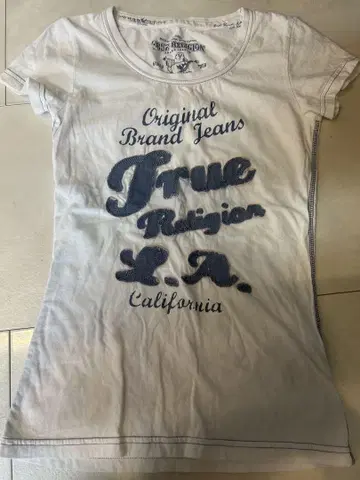 Original
Brand Jeans
True
Religion
L.A.
California